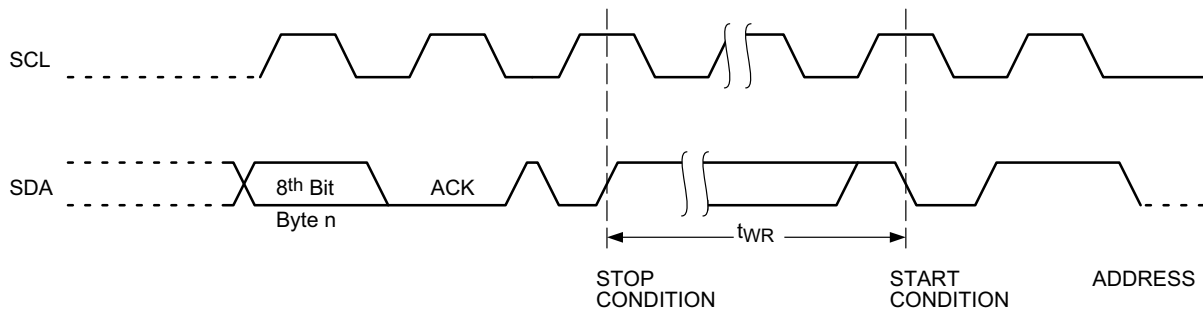 SCL
SDA
8th Bit
ACK
Byte n
tWR
STOP
CONDITION
START
CONDITION
ADDRESS